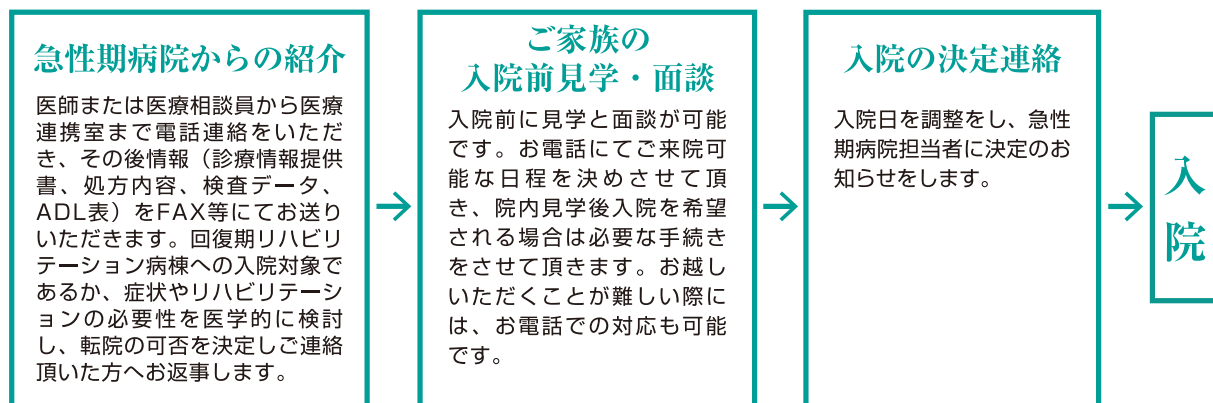 急性期病院からの紹介
医師または医療相談員から医療
連携室まで電話連絡をいただ
き、その後情報（診療情報提供
書、処方内容、検査データ、
ADL表）をFAX等にてお送り
いただきます。回復期リハビリ
テーション病棟への入院対象で
あるか、症状やリハビリテーシ
ョンの必要性を医学的に検討
し、転院の可否を決定しご連絡
頂いた方へお返事します。
ご家族の
入院前見学・面談
入院前に見学と面談が可能
です。お電話にてご来院可
能な日程を決めさせて頂
き、院内見学後入院を希望
される場合は必要な手続き
をさせて頂きます。お越し
いただくことが難しい際に
は、お電話での対応も可能
です。
入院の決定連絡
入院日を調整をし、急性
期病院担当者に決定のお
知らせをします。
入院